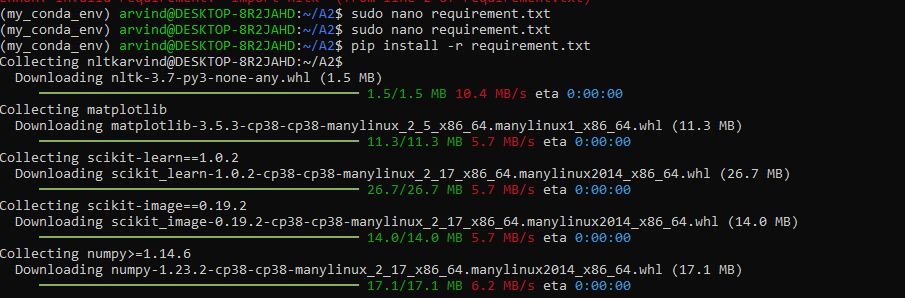 (my_conda_env) arvind@DESKTOP-8R2JAHD:~/A2$ sudo nano requirement.txt
(my_conda_env) arvind@DESKTOP-8R2JAHD:~/A2$ sudo nano requirement.txt
(my_conda_env) arvind@DESKTOP-8R2JAHD:~/A2$ pip install -r requirement.txt
Collecting nltkarvind@DESKTOP-8R2JAHD:~/A2$
Downloading nltk-3.7-py3-none-any.whl (1.5 MB)
1.5/1.5 MB 10.4 MB/s eta 0:00:00
Collecting matplotlib
Downloading matplotlib-3.5.3-cp38-cp38-manylinux_2_5_x86_64.manylinux1_x86_64.whl (11.3 MB)
11.3/11.3 MB 5.7 MB/s eta 0:00:00
Collecting scikit-learn==1.0.2
Downloading scikit_learn-1.0.2-cp38-cp38-manylinux_2_17_x86_64.manylinux2014_x86_64.whl (26.7 MB)
26.7/26.7 MB 5.7 MB/s eta 0:00:00
Collecting scikit-image==0.19.2
Downloading scikit_image-0.19.2-cp38-cp38-manylinux_2_17_x86_64.manylinux2014_x86_64.whl (14.0 MB)
14.0/14.0 MB 5.7 MB/s eta 0:00:00
Collecting numpy>=1.14.6
Downloading numpy-1.23.2-cp38-cp38-manylinux_2_17_x86_64.manylinux2014_x86_64.whl (17.1 MB)
17.1/17.1 MB 6.2 MB/s eta 0:00:00